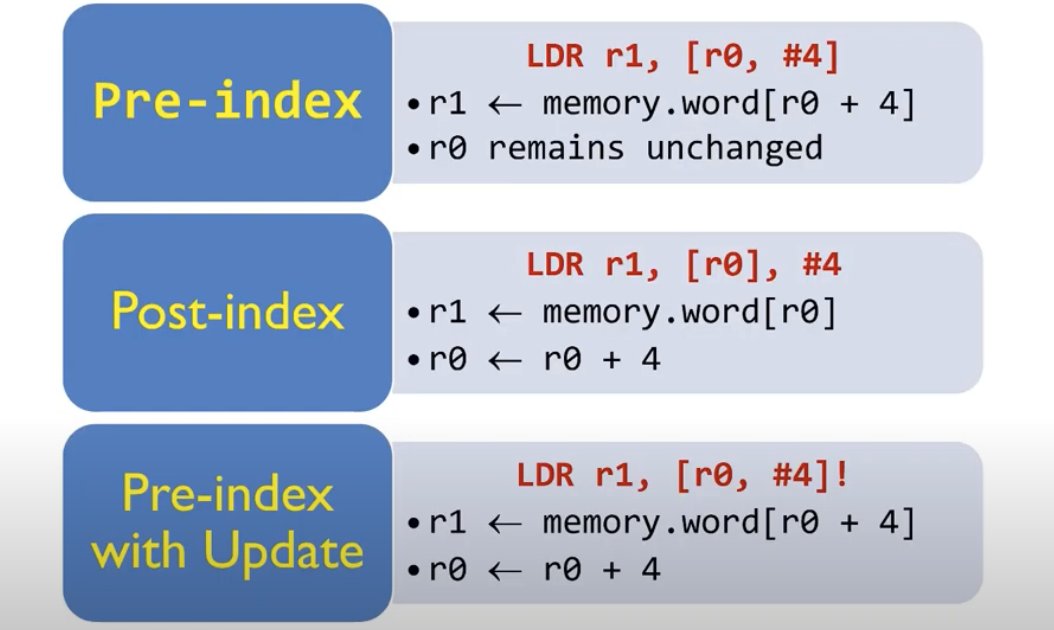 Pre-index
LDR r1, [r0, #4]
• r1 ← memory.word[r0 + 4]
• r0 remains unchanged
Post-index
LDR r1, [r0], #4
• r1 ← memory.word[r0]
• r0 ← r0 + 4
Pre-index
with Update
LDR r1, [r0, #4]!
• r1 ← memory.word[r0 + 4]
• r0 ← r0 + 4